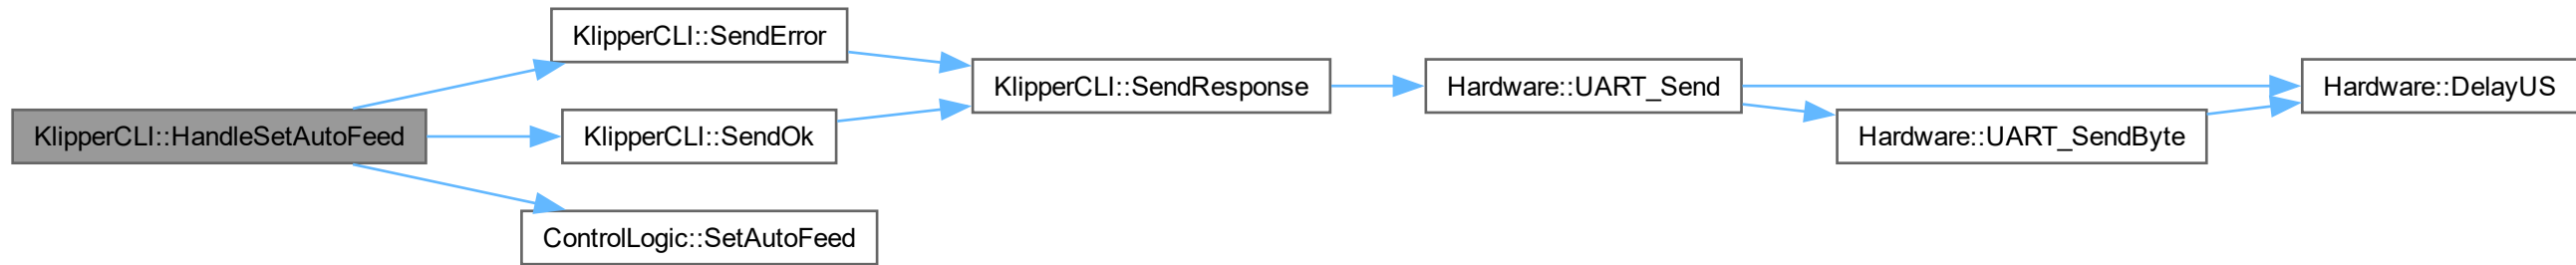 KlipperCLI::HandleSetAutoFeed
KlipperCLI::SendError
KlipperCLI::SendOk
ControlLogic::SetAutoFeed
KlipperCLI::SendResponse
Hardware::UART_Send
Hardware::UART_SendByte
Hardware::DelayUS